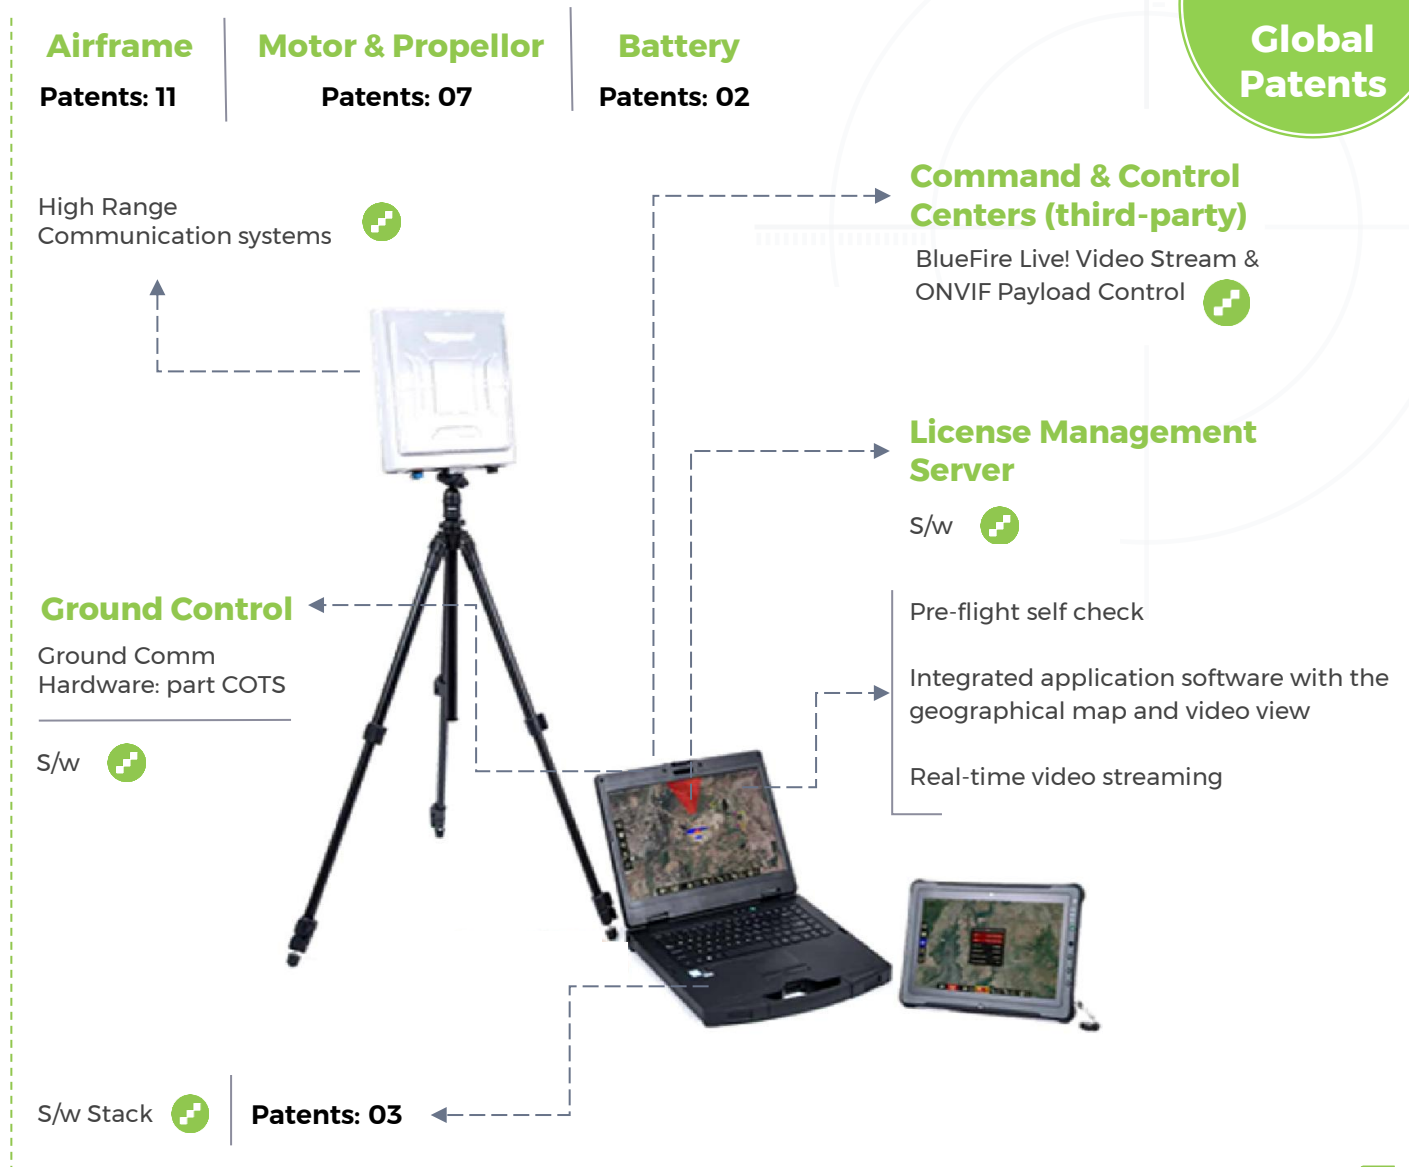 Airframe
Patents: 11
Motor & Propellor
Patents: 07
Battery
Patents: 02
Global
Patents
High Range
Communication systems
Command & Control
Centers (third-party)
BlueFire Live! Video Stream &
ONVIF Payload Control
License Management
Server
S/w
Ground Control
Ground Comm
Hardware: part COTS
S/w
Pre-flight self check
Integrated application software with the
geographical map and video view
Real-time video streaming
S/w Stack
Patents: 03